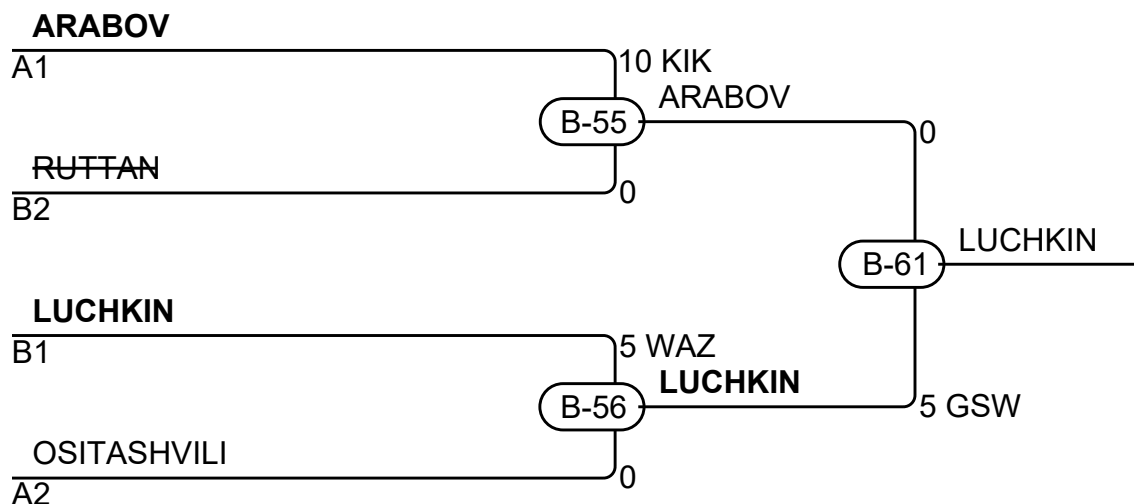 ARABOV
A1
10 KIK
ARABOV
B-55
0
RUTTAN
B2
0
LUCHKIN
B-61
LUCHKIN
B1
5 WAZ
LUCHKIN
B-56
5 GSW
OSITASHVILI
A2
0